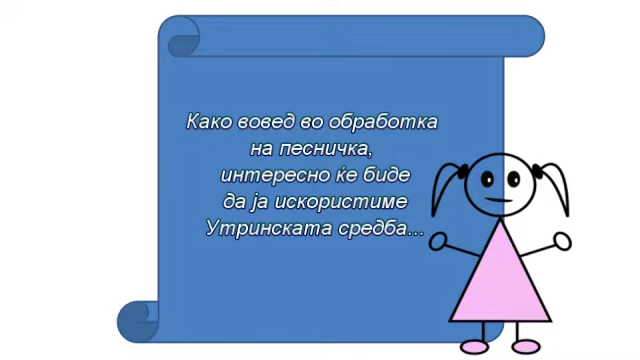 Како вовед во обработка
на песничка,
интересно ќе биде
да ја искористиме
Утринската средба...